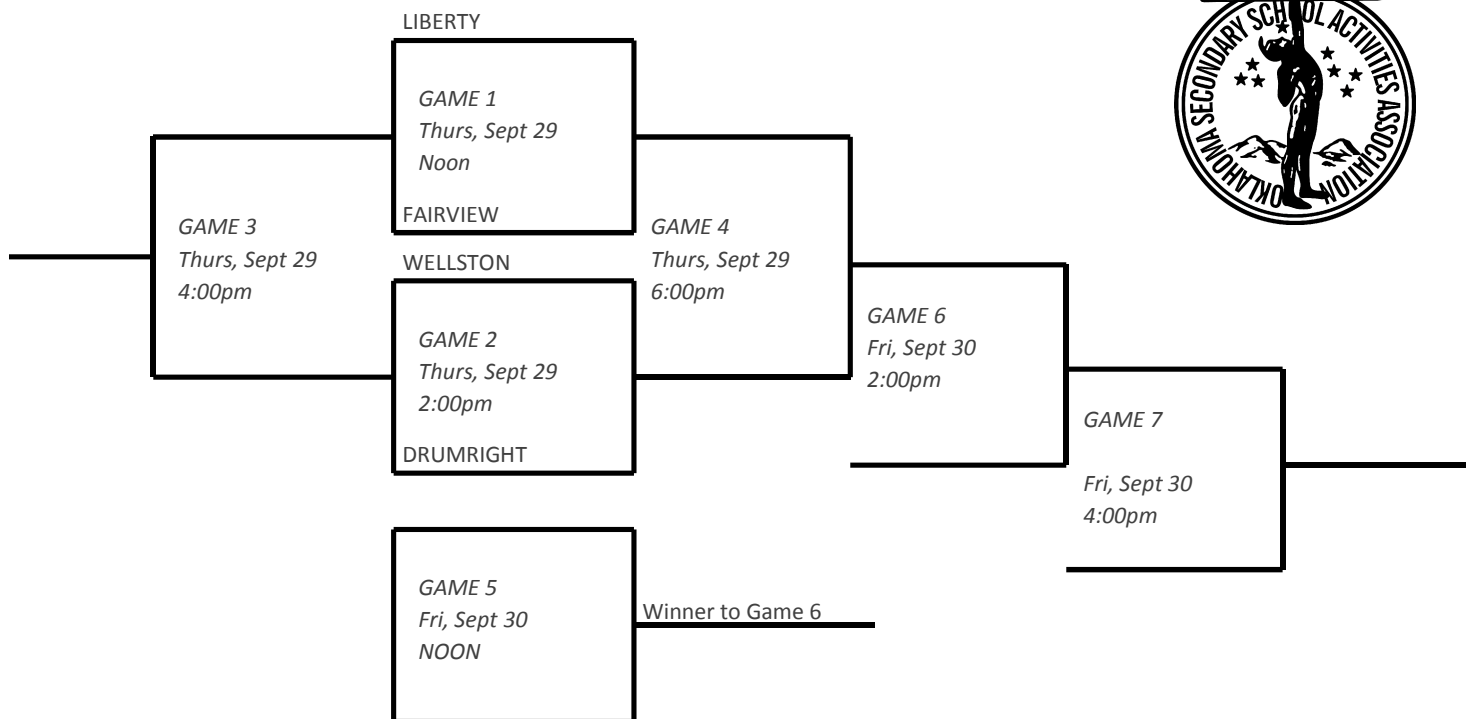 LIBERTY
GAME 1
Thurs, Sept 29
Noon
FAIRVIEW
GAME 3
Thurs, Sept 29
4:00pm
WELLSTON
GAME 2
Thurs, Sept 29
2:00pm
DRUMRIGHT
GAME 4
Thurs, Sept 29
6:00pm
GAME 6
Fri, Sept 30
2:00pm
GAME 7
Fri, Sept 30
4:00pm
GAME 5
Fri, Sept 30
NOON
Winner to Game 6
OKLAHOMA SECONDARY SCHOOL ACTIVITIES ASSOCIATION